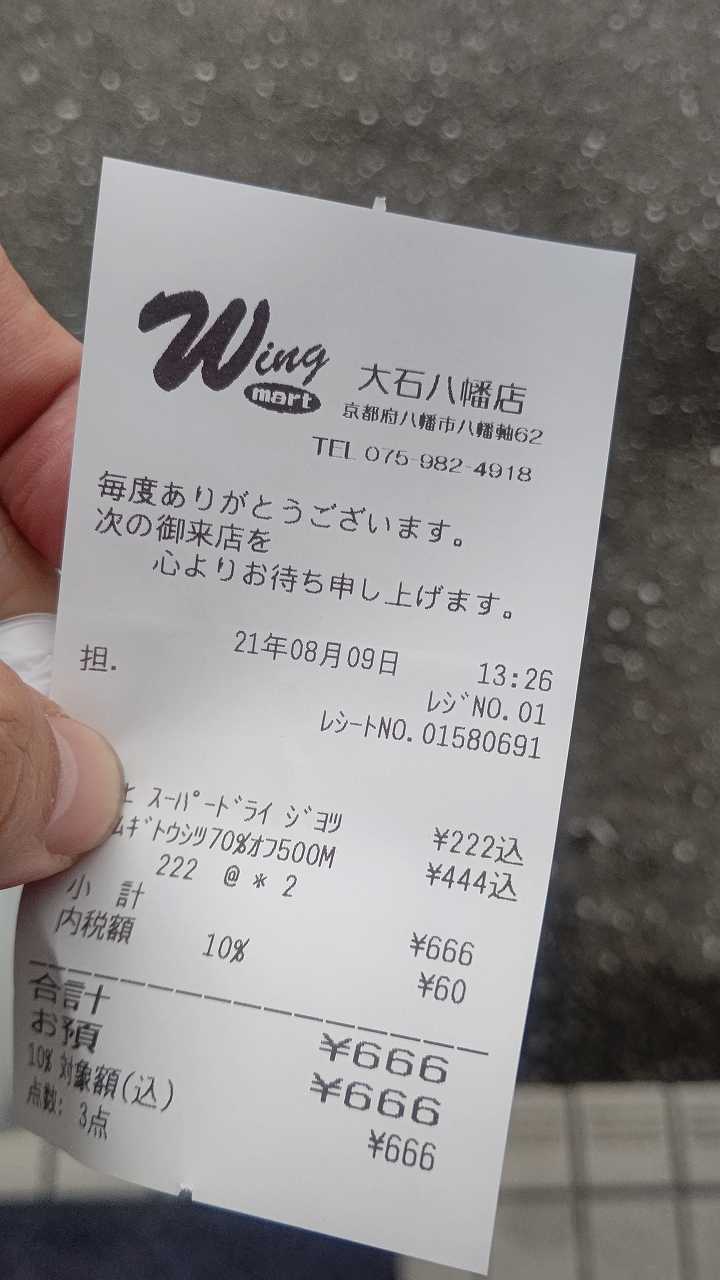 Wing
mart
大石八幡店
京都府八幡市八幡軸62
TEL 075-982-4918
毎度ありがとうございます。
次の御来店を
心よりお待ち申し上げます。
21年08月09日 13:26
担.
レジNO.01
レシートNO.01580691
ヒ スーパードライ ジヨツ ¥222込
ムギトウシツ70%オフ500M ¥444込
222 @ * 2
小 計 ¥666
内税額 10% ¥60
合計十 ¥666
お預 ¥666
10% 対象額(込) ¥666
点数: 3点